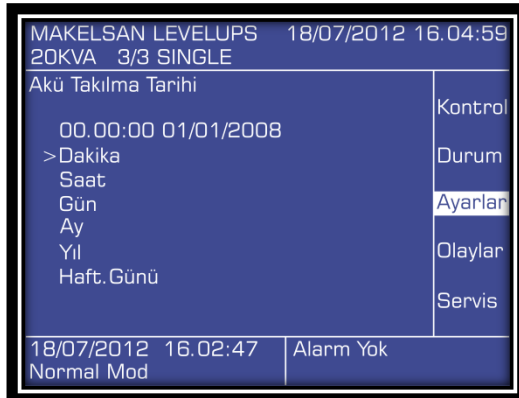 MAKELSAN LEVELUPS 18/07/2012 16.04:59
20KVA 3/3 SINGLE
Akü Takılma Tarihi
00.00:00 01/01/2008
>Dakika
Saat
Gün
Ay
Yıl
Haft.Günü
Kontrol
Durum
Ayarlar
Olaylar
Servis
18/07/2012 16.02:47
Normal Mod
Alarm Yok